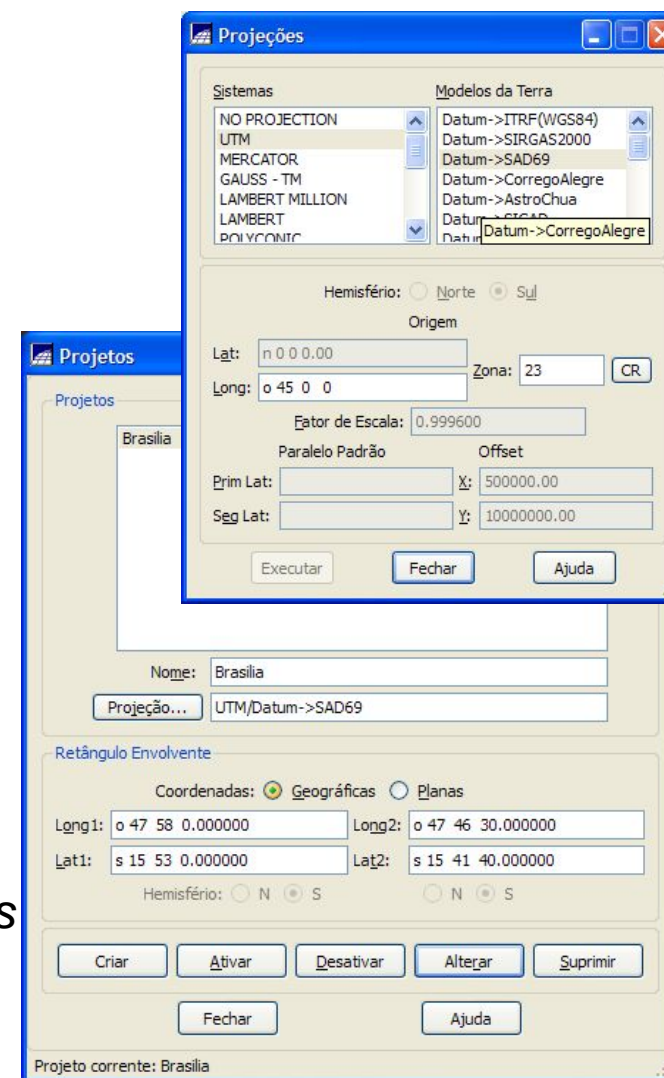 Projeções
Sistemas
NO PROJECTION
UTM
MERCATOR
GAUSS - TM
LAMBERT MILLION
LAMBERT
POLYCONIC
Modelos da Terra
Datum->ITRF(WGS84)
Datum->SIRGAS2000
Datum->SAD69
Datum->CorregoAlegre
Datum->AstroChua
Datum->CorregoAlegre
Hemisfério: Norte Sul
Origem
Lat: n 0 0 0.00
Long: o 45 0 0
Zona: 23 CR
Fator de Escala: 0.999600
Paralelo Padrão Offset
Prim Lat: X: 500000.00
Seg Lat: Y: 10000000.00
Executar Fechar Ajuda
Projetos
Projetos
Brasilia
Nome: Brasilia
Projeção... UTM/Datum->SAD69
Retângulo Envolvente
Coordenadas: Geográficas Planas
Long1: o 47 58 0.000000 Long2: o 47 46 30.000000
Lat1: s 15 53 0.000000 Lat2: s 15 41 40.000000
Hemisfério: N S N S
s
Criar Ativar Desativar Alterar Suprimir
Fechar Ajuda
Projeto corrente: Brasilia